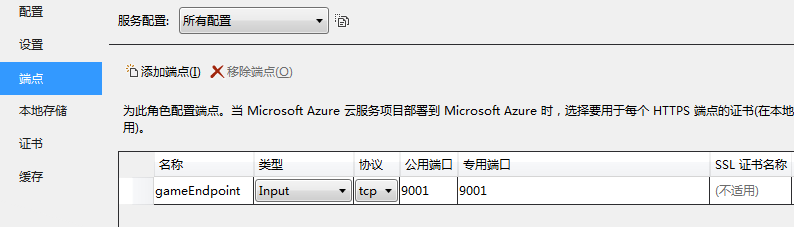 配置
设置
端点
本地存储
证书
缓存
服务配置: 所有配置
添加端点(I) 移除端点(O)
为此角色配置端点。当 Microsoft Azure 云服务项目部署到 Microsoft Azure 时，选择要用于每个 HTTPS 端点的证书(在本地
用)。
名称 类型 协议 公用端口 专用端口 SSL 证书名称
gameEndpoint Input tcp 9001 9001 (不适用)